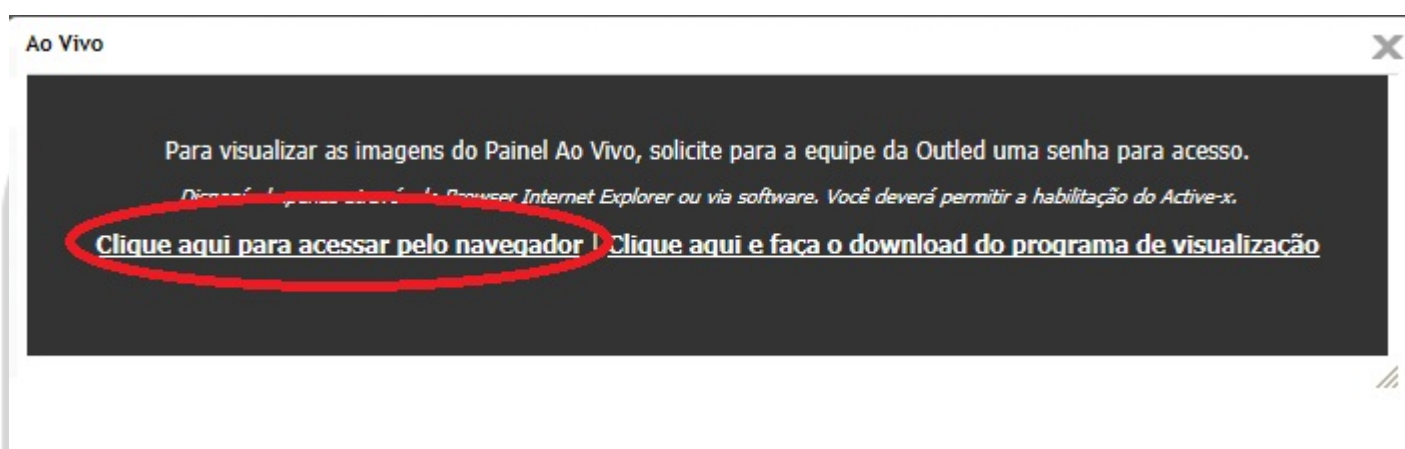 Ao Vivo
Para visualizar as imagens do Painel Ao Vivo, solicite para a equipe da Outled uma senha para acesso.
Browser Internet Explorer ou via software. Você deverá permitir a habilitação do Active-x.
Clique aqui para acessar pelo navegador | Clique aqui e faça o download do programa de visualização